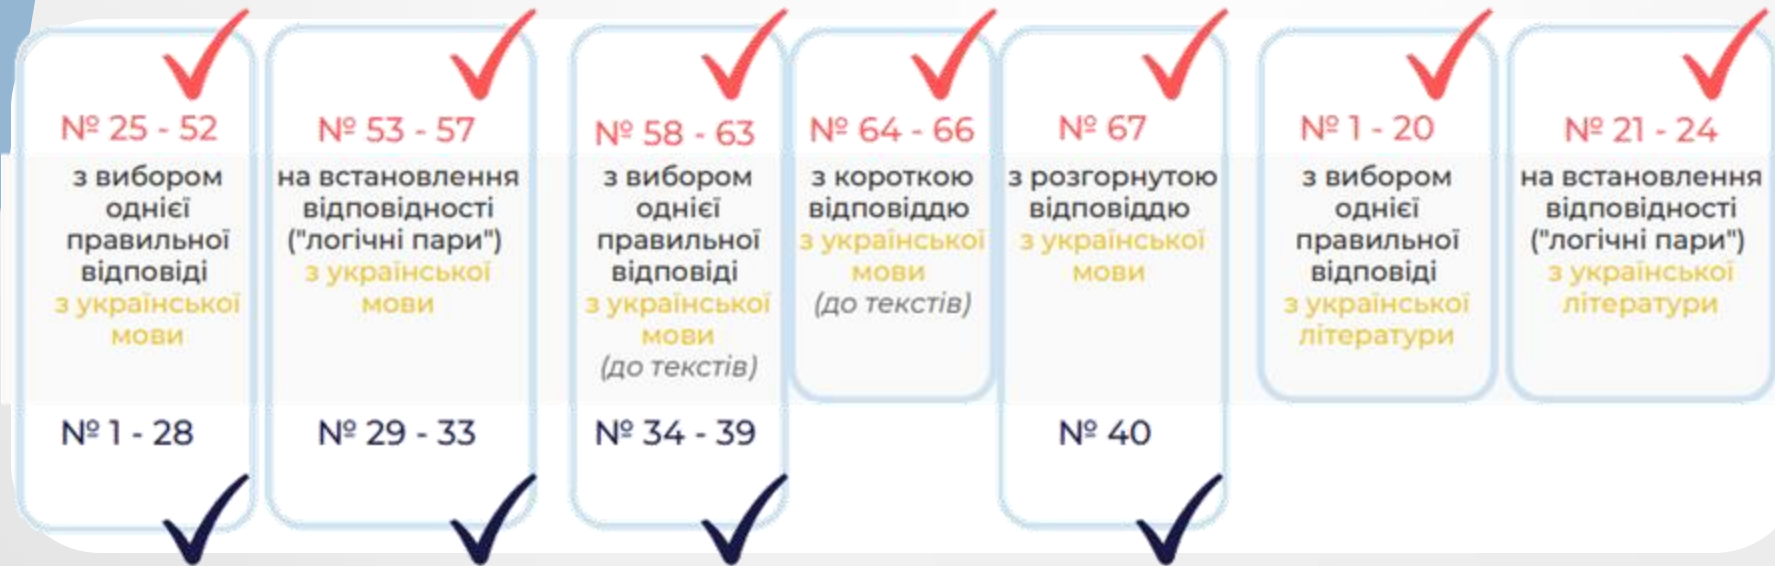 № 25 - 52
з вибором
однієї
правильної
відповіді
з української
мови
№ 1 - 28
№ 53 - 57
на встановлення
відповідності
("логічні пари")
з української
мови
№ 29 - 33
№ 58 - 63
з вибором
однієї
правильної
відповіді
з української
мови
(до текстів)
№ 34 - 39
№ 64 - 66
з короткою
відповіддю
з української
мови
(до текстів)
№ 67
з розгорнутою
відповіддю
з української
мови
№ 40
№ 1 - 20
з вибором
однієї
правильної
відповіді
з української
літератури
№ 21 - 24
на встановлення
відповідності
("логічні пари")
з української
літератури